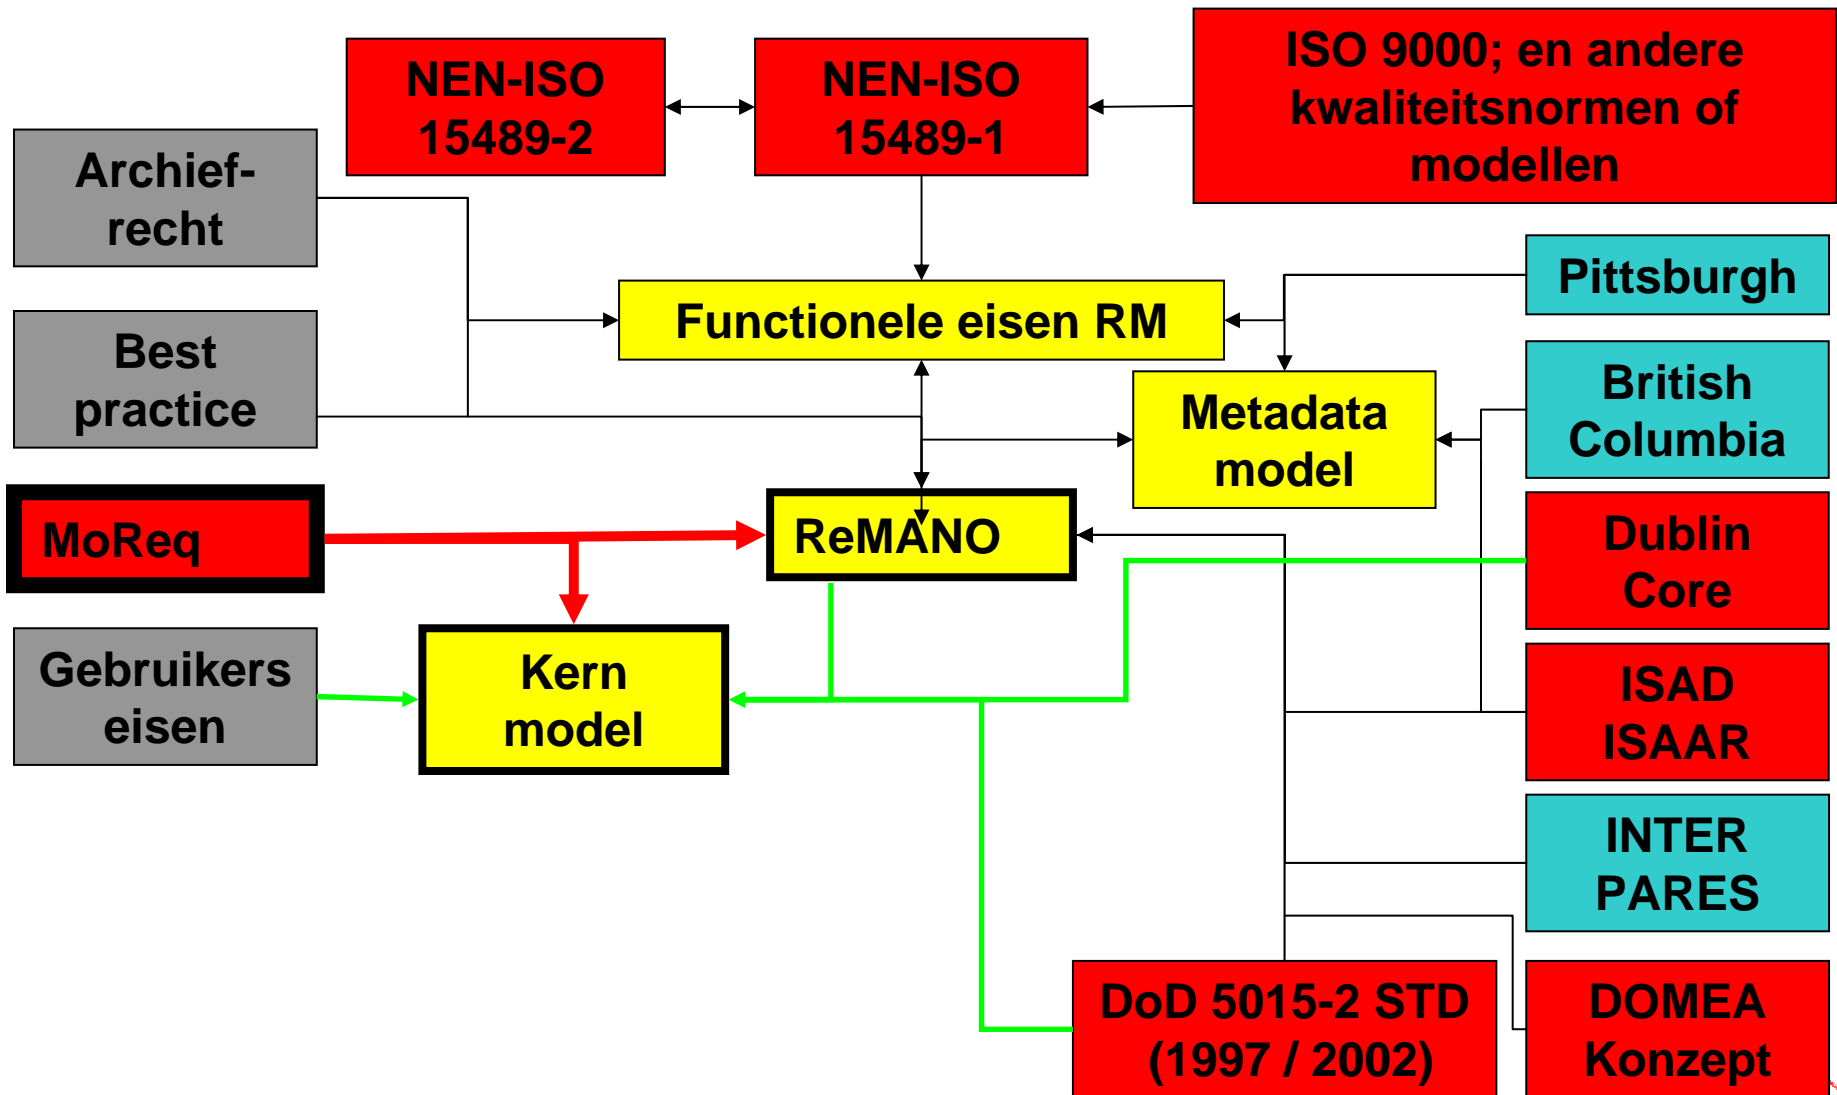 NEN-ISO
15489-2
NEN-ISO
15489-1
ISO 9000; en andere
kwaliteitsnormen of
modellen
Archief-
recht
Pittsburgh
Functionele eisen RM
Best
practice
British
Columbia
Metadata
model
MoReq
ReMANO
Dublin
Core
Gebruikers
eisen
Kern
model
ISAD
ISAAR
INTER
PARES
DoD 5015-2 STD
(1997 / 2002)
DOMEA
Konzept